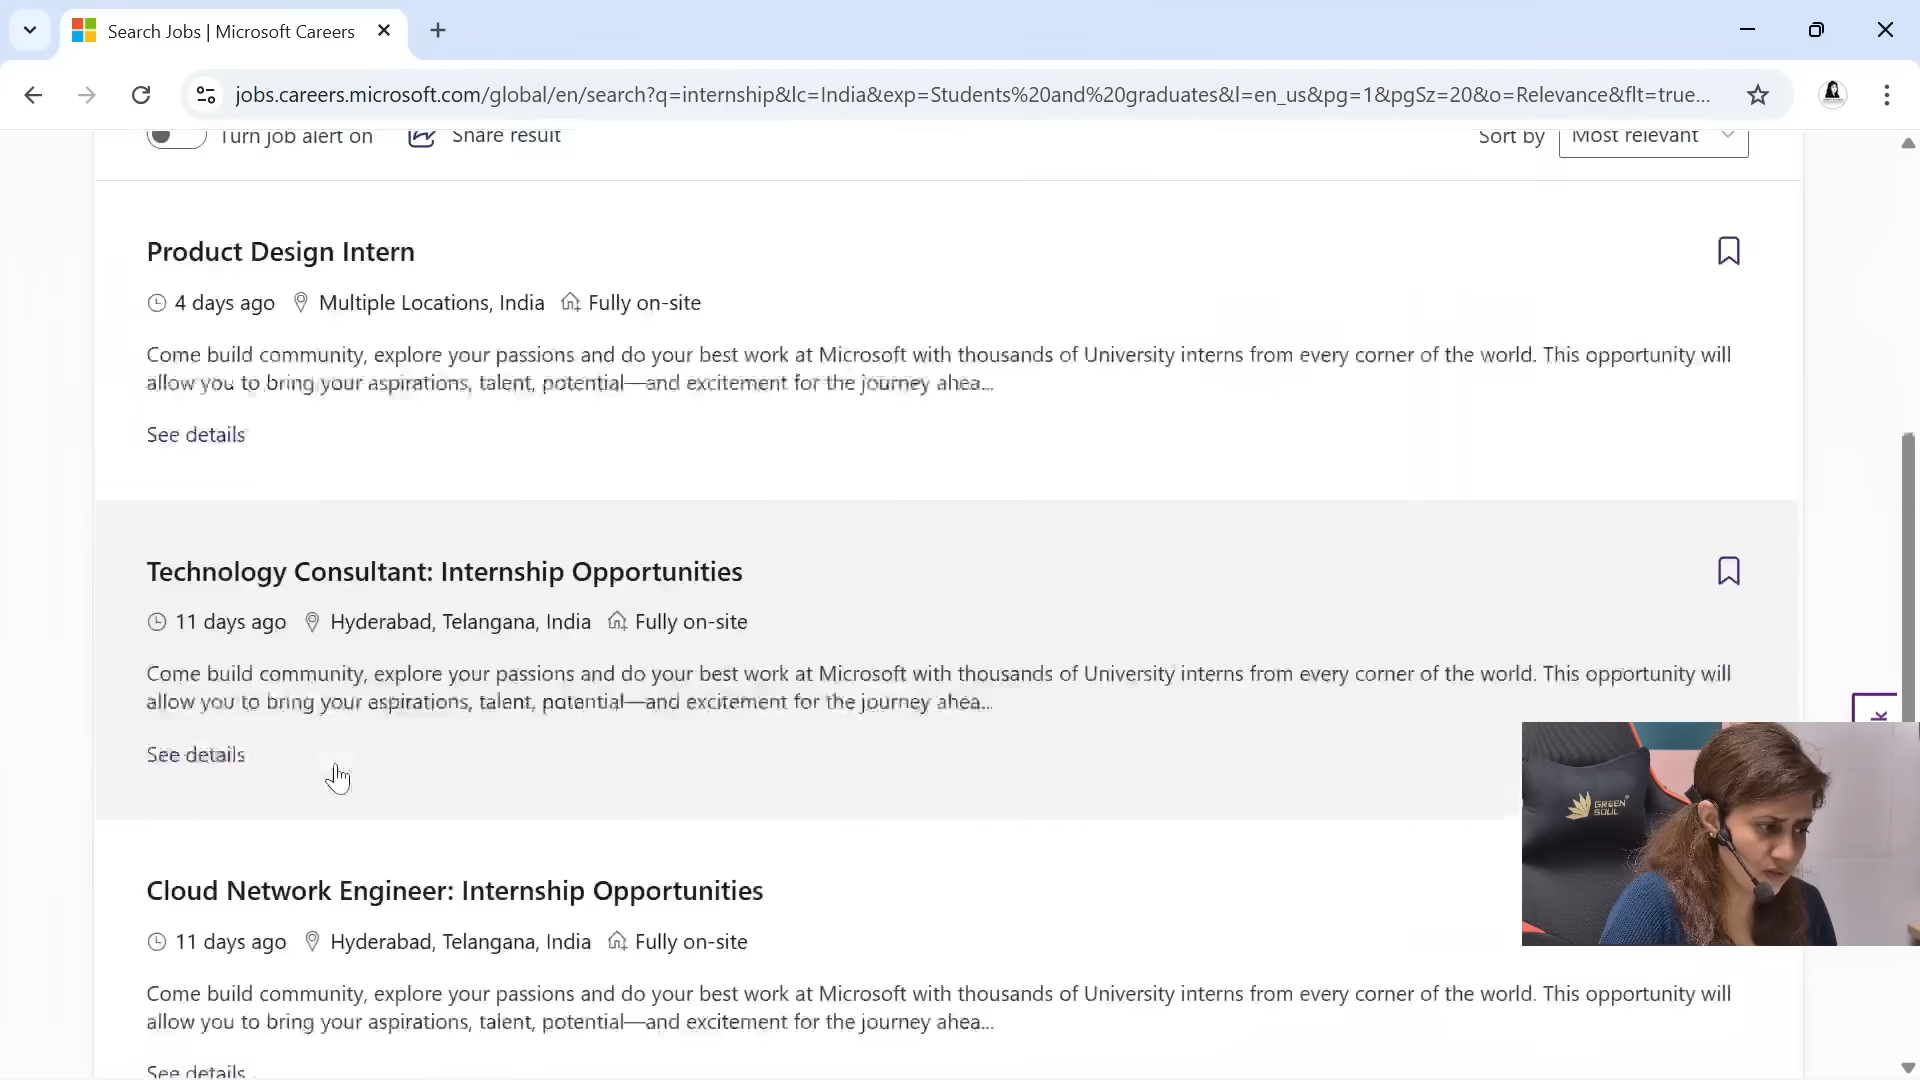 Search Jobs | Microsoft Careers
jobs.careers.microsoft.com/global/en/search?q=internship&lc=India&exp=Students%20and%20graduates&l=en_us&pg=1&pgSz=20&o=Relevance&flt=true...
Turn job alert on Share result Sort by Most relevant
Product Design Intern
4 days ago Multiple Locations, India Fully on-site
Come build community, explore your passions and do your best work at Microsoft with thousands of University interns from every corner of the world. This opportunity will
allow you to bring your aspirations, talent, potential—and excitement for the journey ahea...
See details
Technology Consultant: Internship Opportunities
11 days ago Hyderabad, Telangana, India Fully on-site
Come build community, explore your passions and do your best work at Microsoft with thousands of University interns from every corner of the world. This opportunity will
allow you to bring your aspirations, talent, potential—and excitement for the journey ahea...
See details
Cloud Network Engineer: Internship Opportunities
11 days ago Hyderabad, Telangana, India Fully on-site
Come build community, explore your passions and do your best work at Microsoft with thousands of University interns from every corner of the world. This opportunity will
allow you to bring your aspirations, talent, potential—and excitement for the journey ahea...
See details
k
GREEN
SOUL